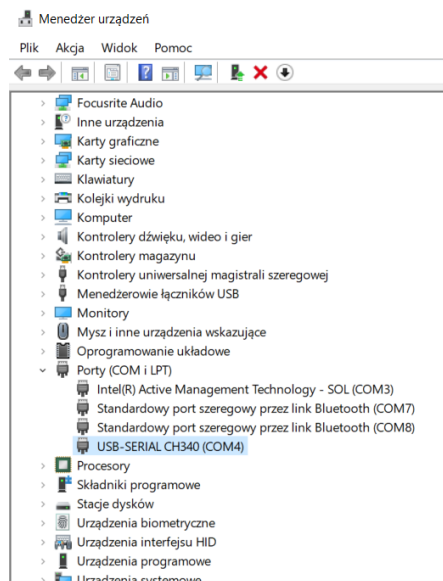 Menedżer urządzeń
Plik Akcja Widok Pomoc
Focusrite Audio
Inne urządzenia
Karty graficzne
Karty sieciowe
Klawiatury
Kolejki wydruku
Komputer
Kontrolery dźwięku, wideo i gier
Kontrolery magazynu
Kontrolery uniwersalnej magistrali szeregowej
Menedżerowie łączników USB
Monitory
Mysz i inne urządzenia wskazujące
Oprogramowanie układowe
Porty (COM i LPT)
Intel(R) Active Management Technology - SOL (COM3)
Standardowy port szeregowy przez link Bluetooth (COM7)
Standardowy port szeregowy przez link Bluetooth (COM8)
USB-SERIAL CH340 (COM4)
Procesory
Składniki programowe
Stacje dysków
Urządzenia biometryczne
Urządzenia interfejsu HID
Urządzenia programowe
Urządzenia systemowe